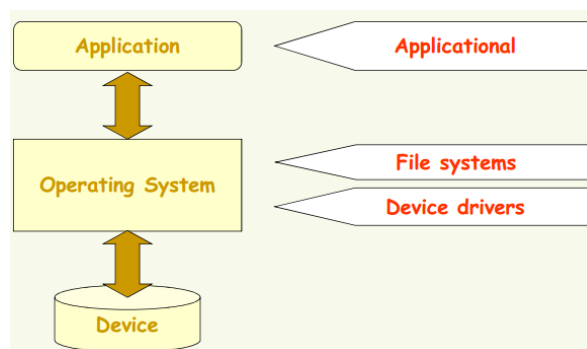 Application
Applicational
Operating System
File systems
Device drivers
Device